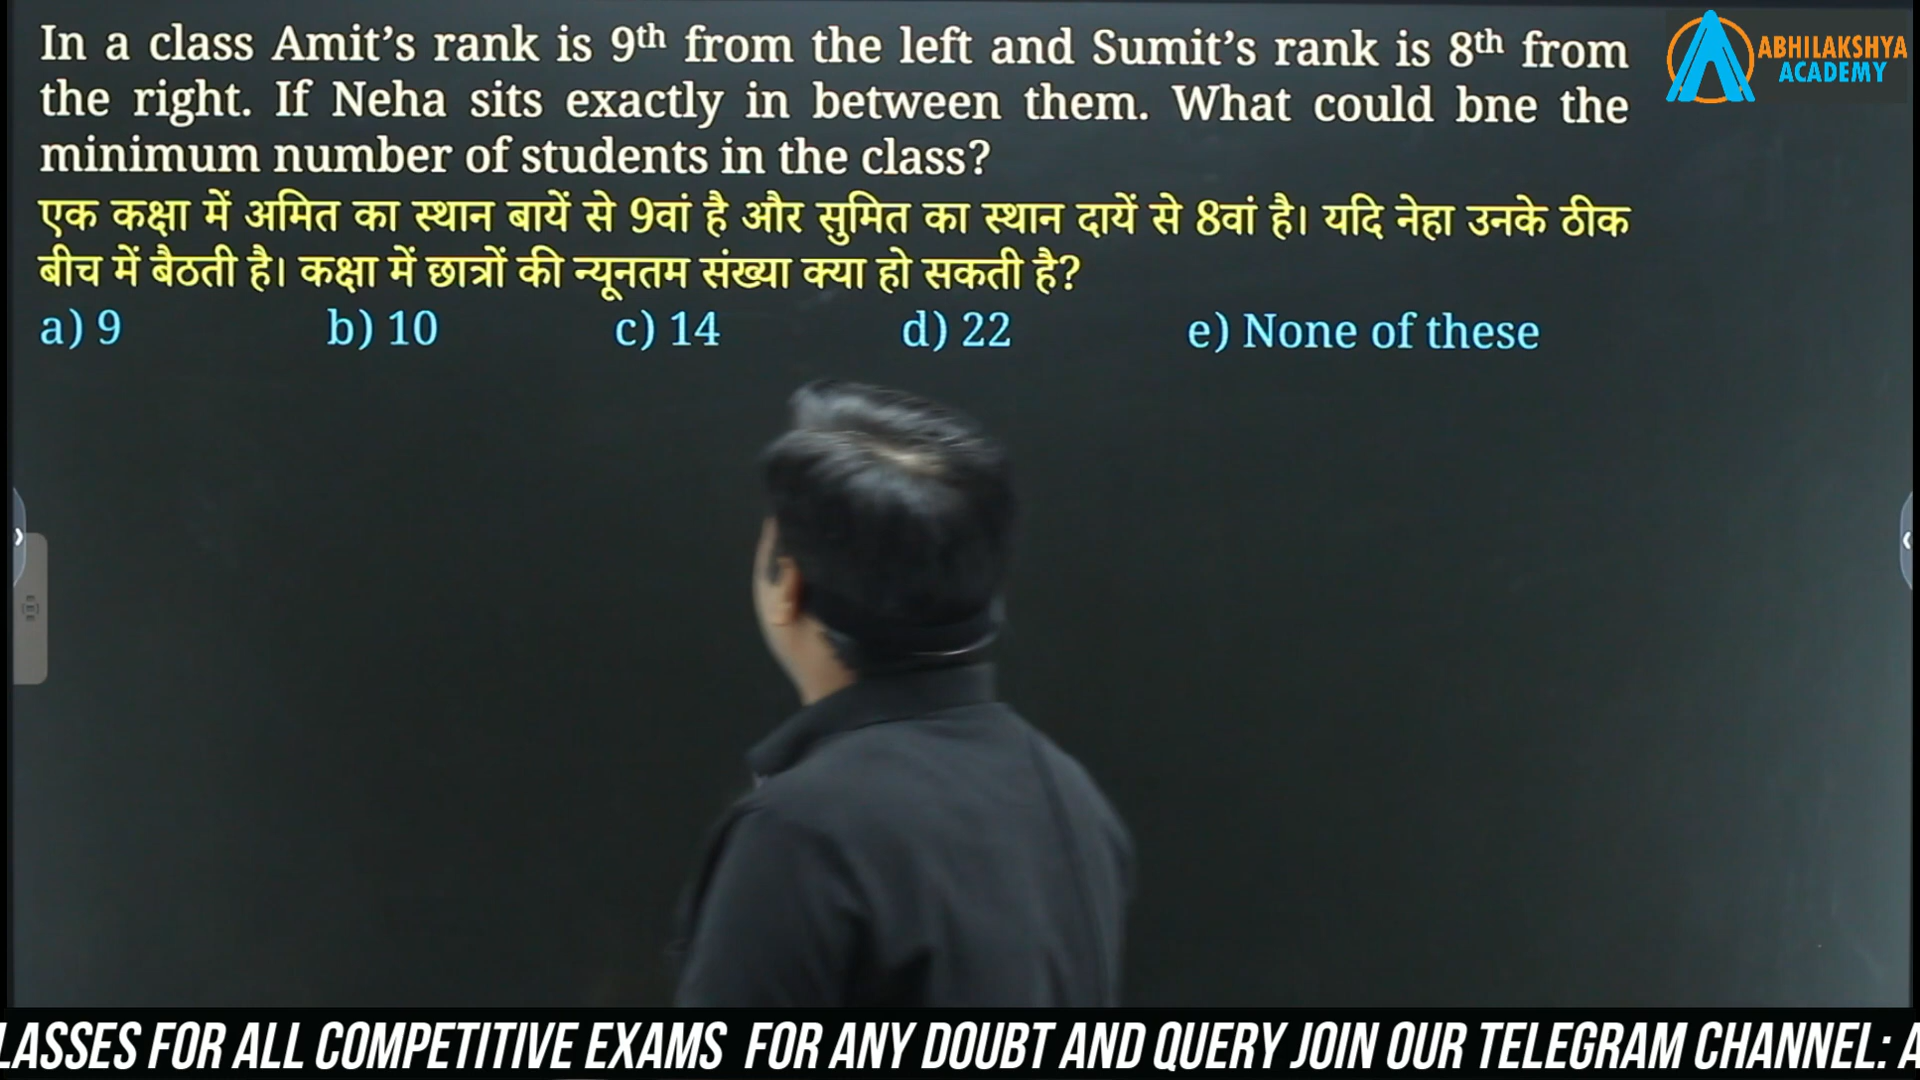 In a class Amit’s rank is 9th from the left and Sumit’s rank is 8th from
the right. If Neha sits exactly in between them. What could bne the
minimum number of students in the class?
एक कक्षा में अमित का स्थान बायें से 9वां है और सुमित का स्थान दायें से 8वां है। यदि नेहा उनके ठीक
बीच में बैठती है। कक्षा में छात्रों की न्यूनतम संख्या क्या हो सकती है?
a) 9 b) 10 c) 14 d) 22 e) None of these
ABHILAKSHYA
ACADEMY
LASSES FOR ALL COMPETITIVE EXAMS FOR ANY DOUBT AND QUERY JOIN OUR TELEGRAM CHANNEL: A